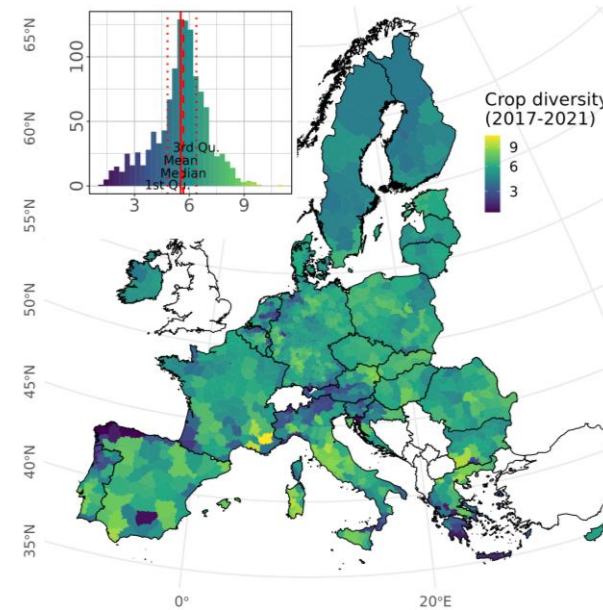 65°N
60°N
55°N
50°N
45°N
40°N
35°N
0°
20°E
100
50
0
3
6
9
3rd Qu.
Mean
Median
1st Qu.
Crop diversity
(2017-2021)
9
6
3